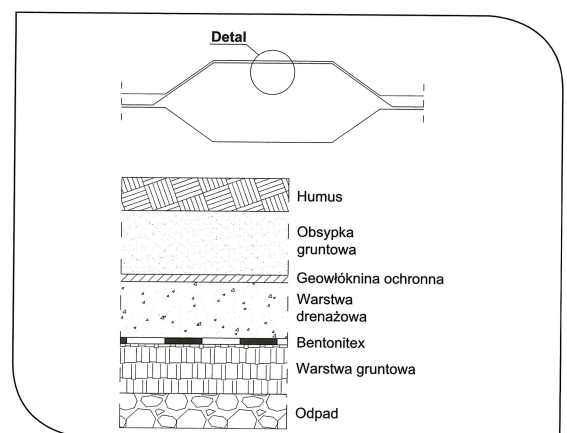 Detal
Humus
Obsypka
gruntowa
Geowłóknina ochronna
Warstwa
drenażowa
Bentonitex
Warstwa gruntowa
Odpad